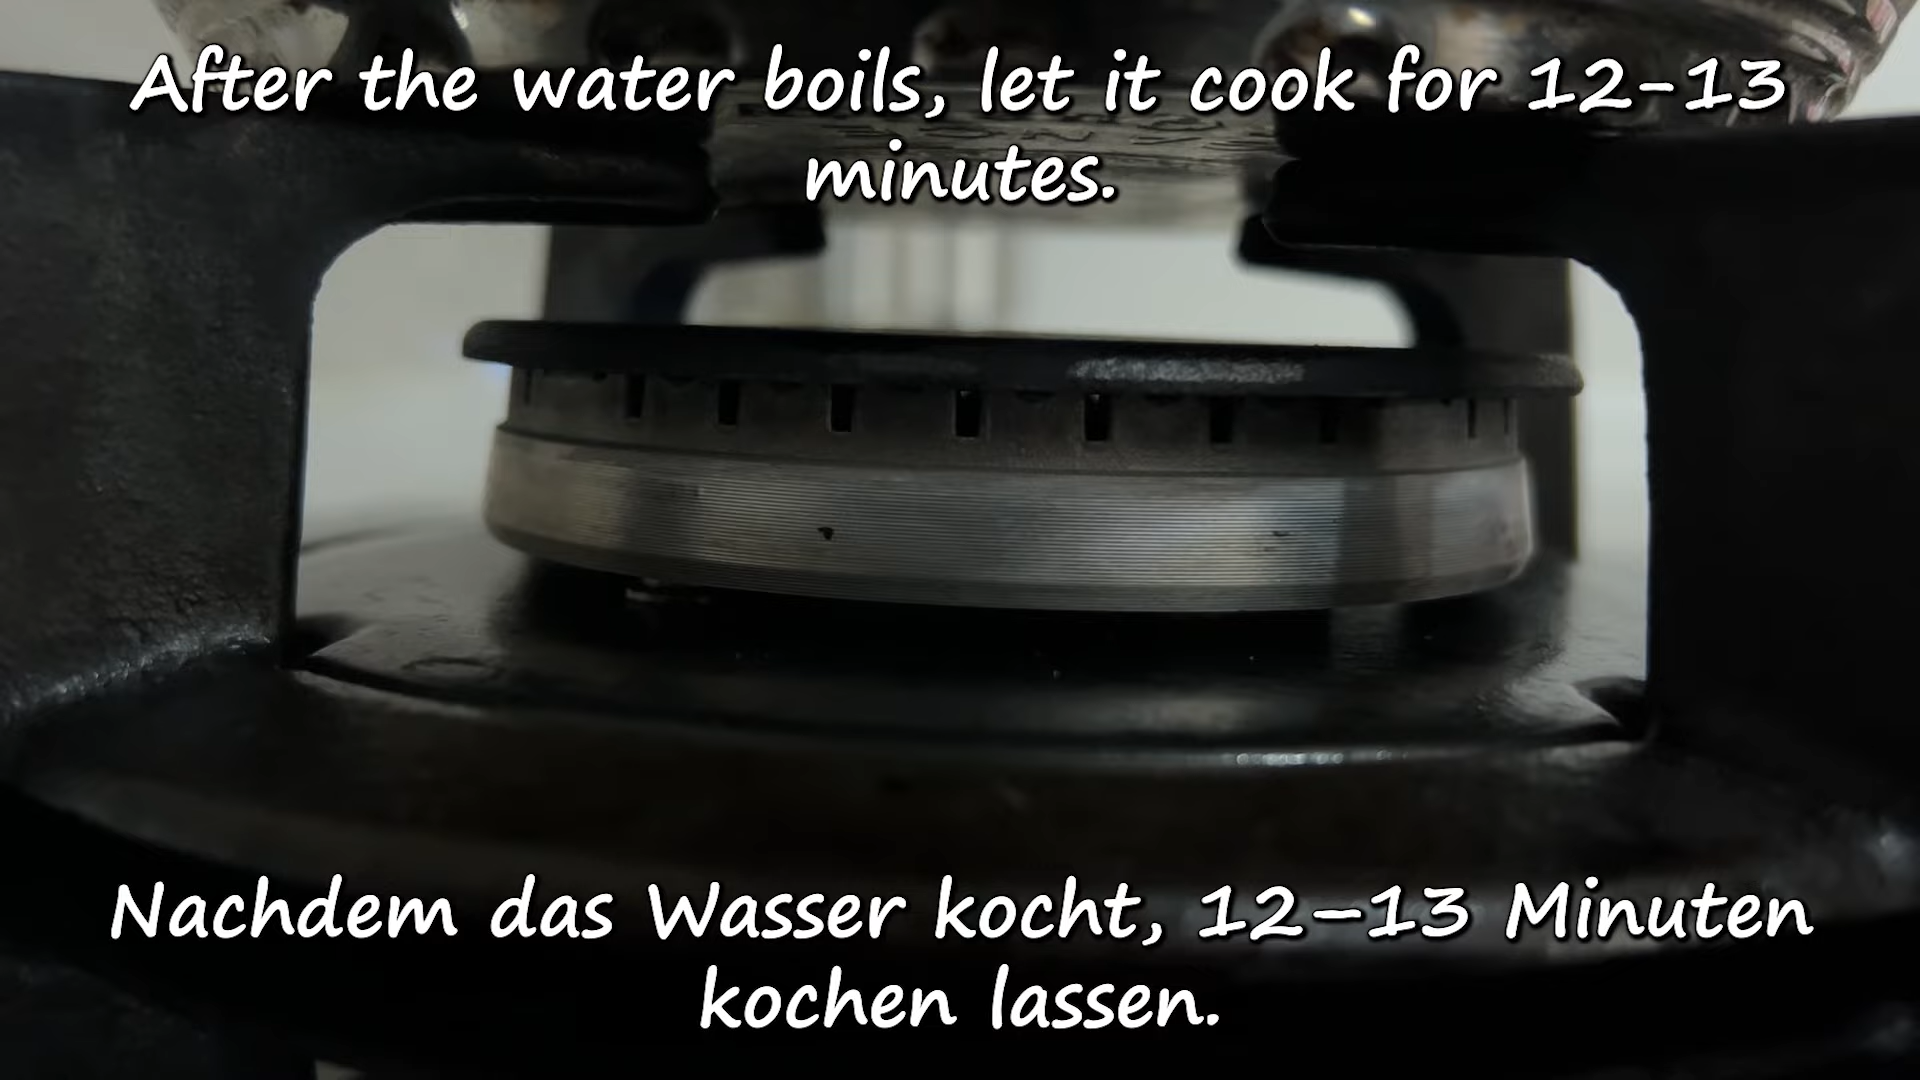 After the water boils, let it cook for 12-13
minutes.
Nachdem das Wasser kocht, 12–13 Minuten
kochen lassen.